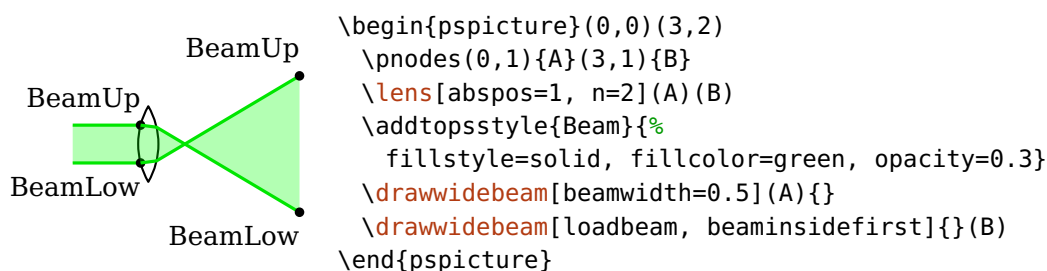 BeamUp
BeamUp
BeamLow
BeamLow
\begin{pspicture}(0,0)(3,2)
  \pnodes(0,1){A}(3,1){B}
  \lens[abspos=1, n=2](A)(B)
  \addtopsstyle{Beam}{%
    fillstyle=solid, fillcolor=green, opacity=0.3}
  \drawwidebeam[beamwidth=0.5](A){}
  \drawwidebeam[loadbeam, beaminsidefirst]{}(B)
\end{pspicture}